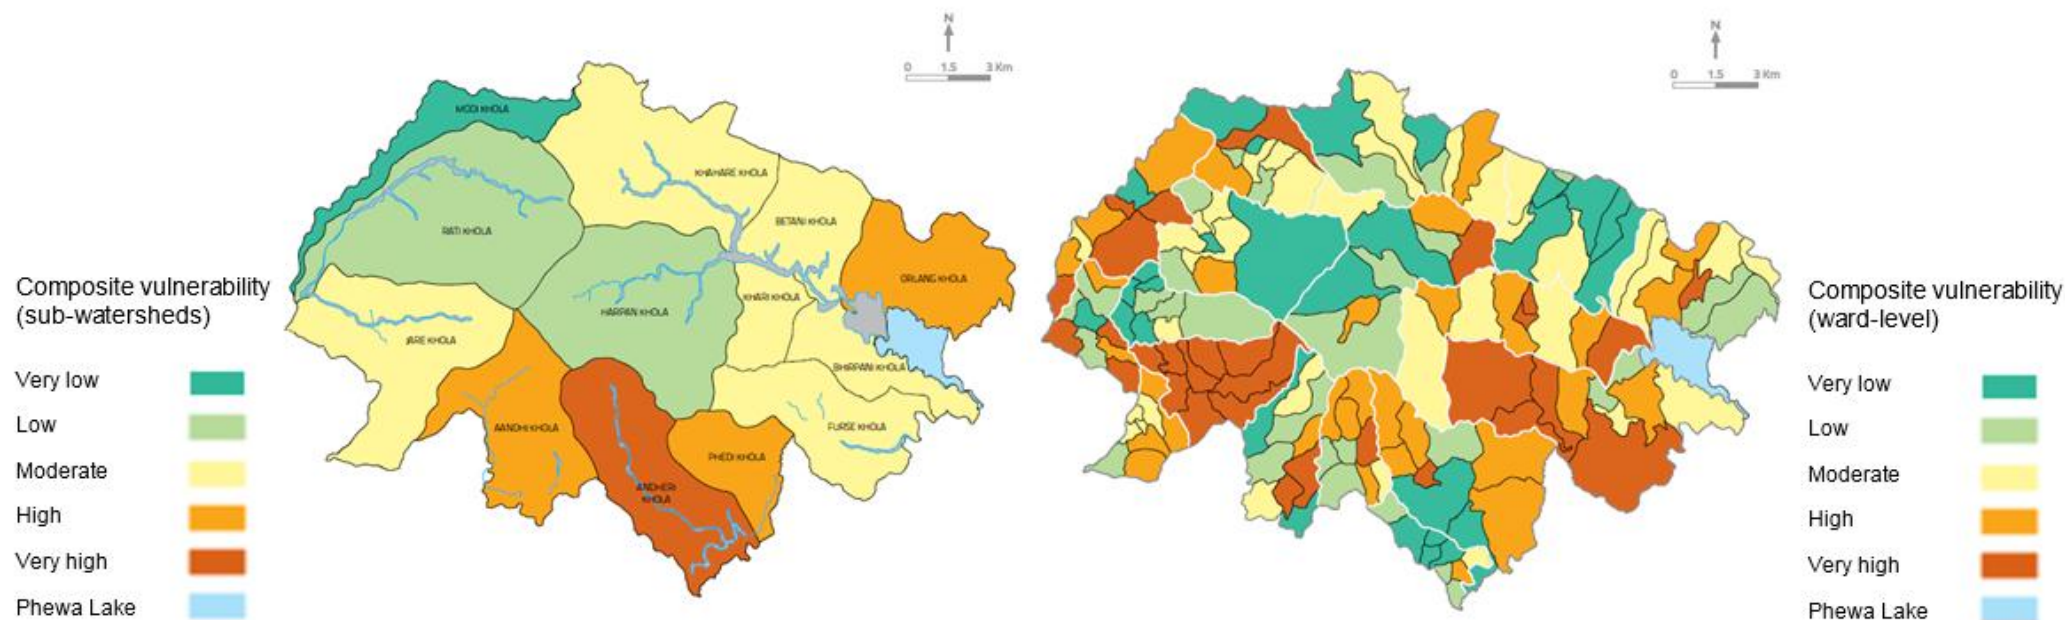 N
0 1.5 3 Km
MODI KHOLA
KHAHARE KHOLA
BETANI KHOLA
RATI KHOLA
ORLANG KHOLA
KHARI KHOLA
HARPAN KHOLA
JARE KHOLA
BHIRPANI KHOLA
AANDHI KHOLA
FURSE KHOLA
PHEDI KHOLA
ANDHERI
KHOLA
Composite vulnerability
(sub-watersheds)
Very low
Low
Moderate
High
Very high
Phewa Lake
N
0 1.5 3 Km
Composite vulnerability
(ward-level)
Very low
Low
Moderate
High
Very high
Phewa Lake